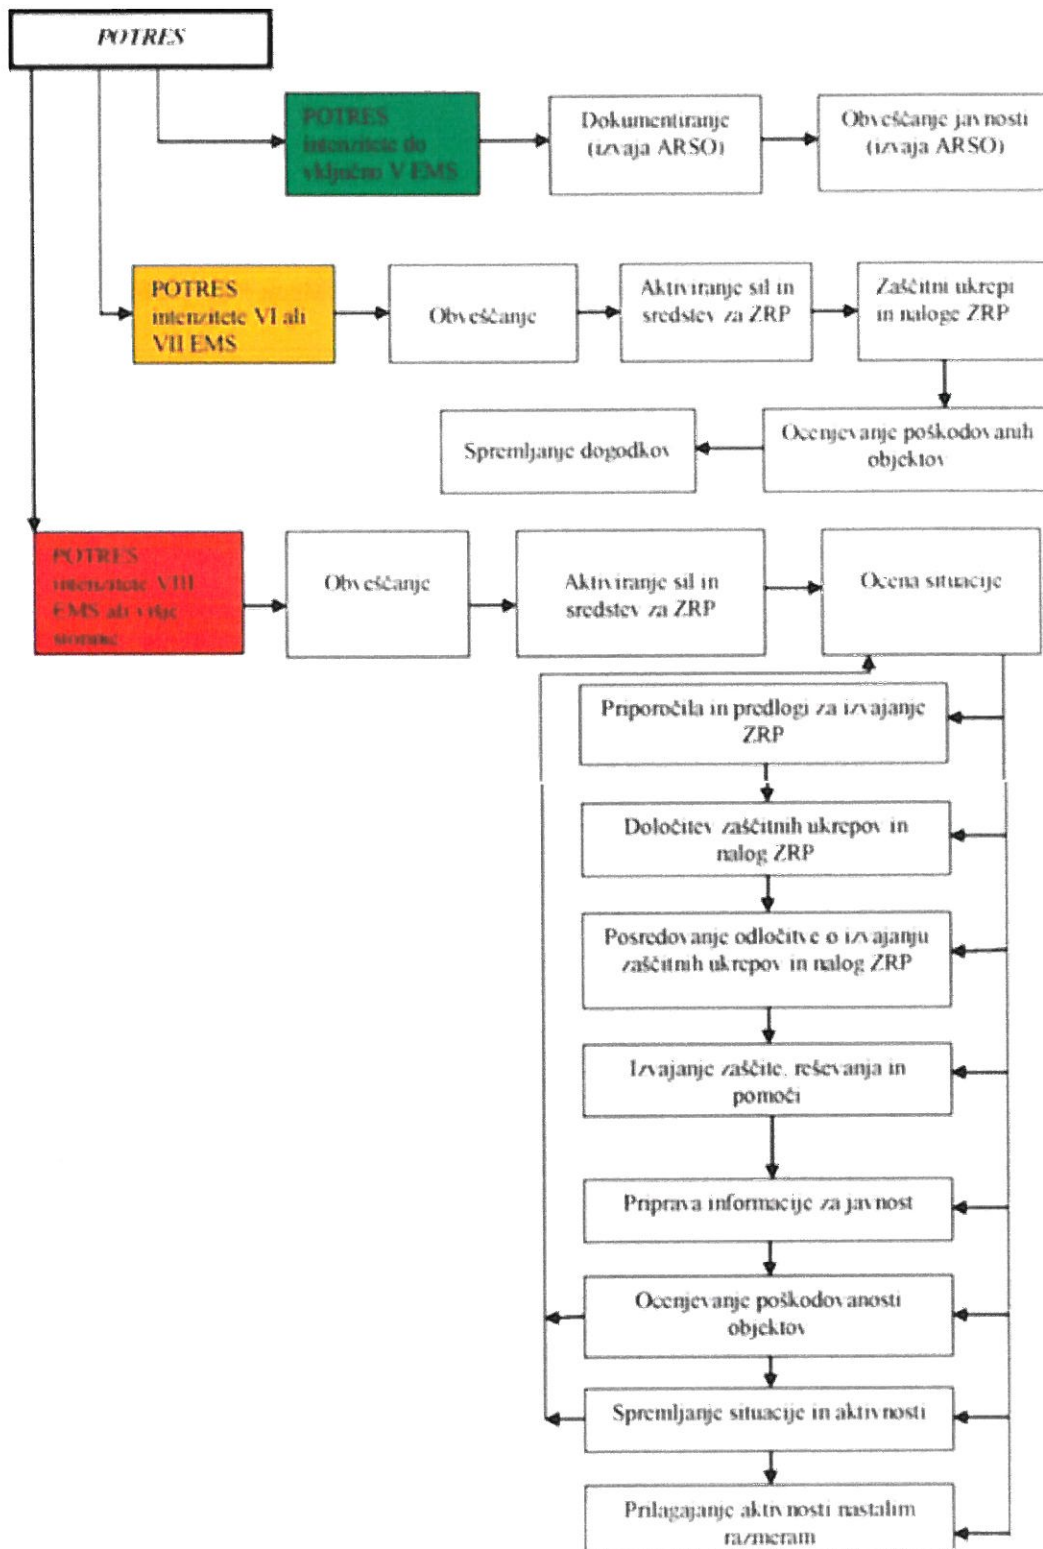 POTRES
POTRES
intenzitete do
vključno V EMS
Dokumentiranje
(izvaja ARSO)
Obveščanje javnosti
(izvaja ARSO)
POTRES
intenzitete VI ali
VII EMS
Obveščanje
Aktiviranje sil in
sredstev za ZRP
Zaščitni ukrepi
in naloge ZRP
Ocenjevanje poškodovanih
objektov
Spremljanje dogodkov
POTRES
intenzitete VIII
EMS ali višje
stopnje
Obveščanje
Aktiviranje sil in
sredstev za ZRP
Ocena situacije
Priporočila in predlogi za izvajanje
ZRP
Določitev zaščitnih ukrepov in
nalog ZRP
Posredovanje odločitve o izvajanju
zaščitnih ukrepov in nalog ZRP
Izvajanje zaščite, reševanja in
pomoči
Priprava informacije za javnost
Ocenjevanje poškodovanosti
objektov
Spremljanje situacije in aktivnosti
Prilagajanje aktivnosti nastalim
razmeram